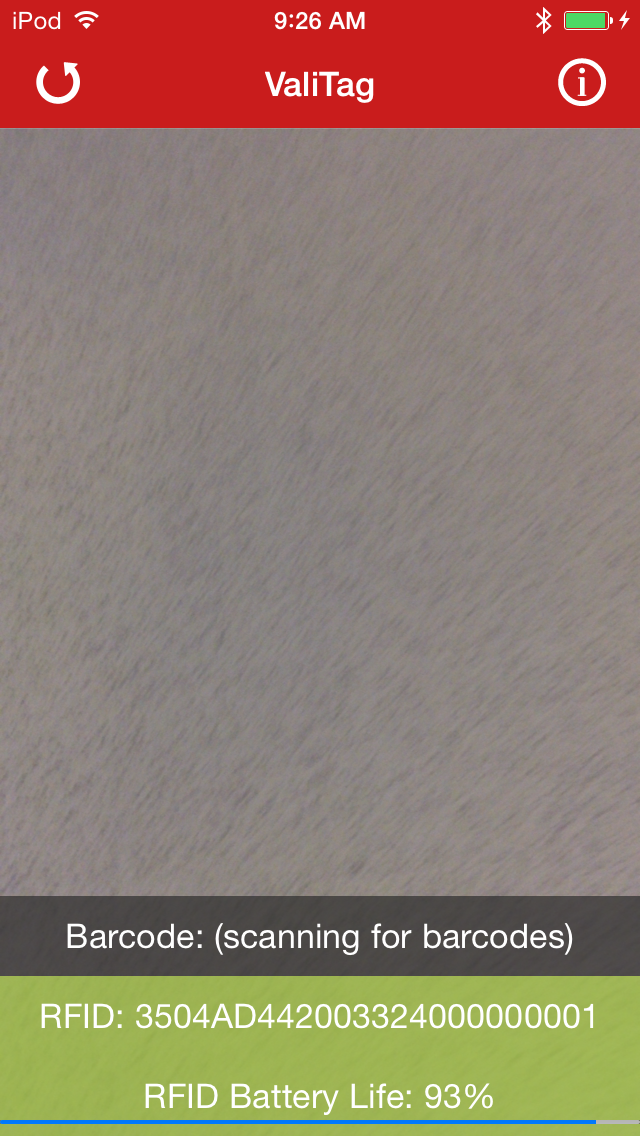 iPod 9:26 AM
ValiTag
Barcode: (scanning for barcodes)
RFID: 3504AD442003324000000001
RFID Battery Life: 93%